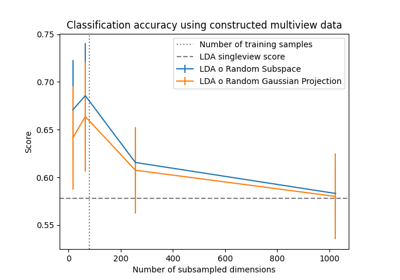 Classification accuracy using constructed multiview data
Number of training samples
LDA singleview score
LDA o Random Subspace
LDA o Random Gaussian Projection
0.75
0.70
0.65
0.60
0.55
Score
0 200 400 600 800 1000
Number of subsampled dimensions